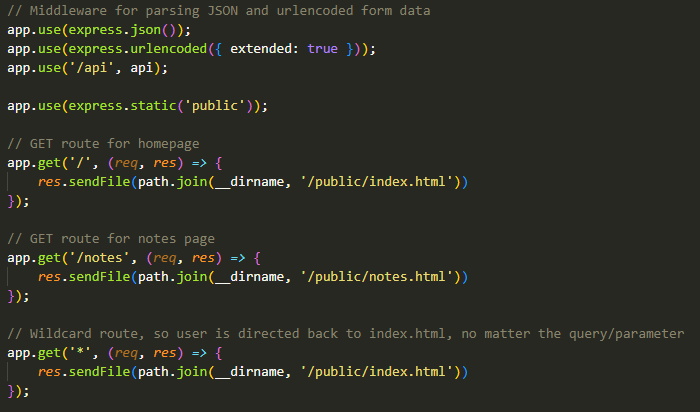 // Middleware for parsing JSON and urlencoded form data
app.use(express.json());
app.use(express.urlencoded({ extended: true }));
app.use('/api', api);

app.use(express.static('public'));

// GET route for homepage
app.get('/', (req, res) => {
    res.sendFile(path.join(__dirname, '/public/index.html'))
});

// GET route for notes page
app.get('/notes', (req, res) => {
    res.sendFile(path.join(__dirname, '/public/notes.html'))
});

// Wildcard route, so user is directed back to index.html, no matter the query/parameter
app.get('*', (req, res) => {
    res.sendFile(path.join(__dirname, '/public/index.html'))
});